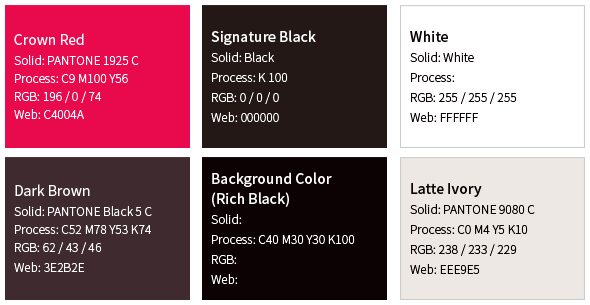 Crown Red
Solid: PANTONE 1925 C
Process: C9 M100 Y56
RGB: 196 / 0 / 74
Web: C4004A
Signature Black
Solid: Black
Process: K 100
RGB: 0 / 0 / 0
Web: 000000
White
Solid: White
Process:
RGB: 255 / 255 / 255
Web: FFFFFF
Dark Brown
Solid: PANTONE Black 5 C
Process: C52 M78 Y53 K74
RGB: 62 / 43 / 46
Web: 3E2B2E
Background Color
(Rich Black)
Solid:
Process: C40 M30 Y30 K100
RGB:
Web:
Latte Ivory
Solid: PANTONE 9080 C
Process: C0 M4 Y5 K10
RGB: 238 / 233 / 229
Web: EEE9E5